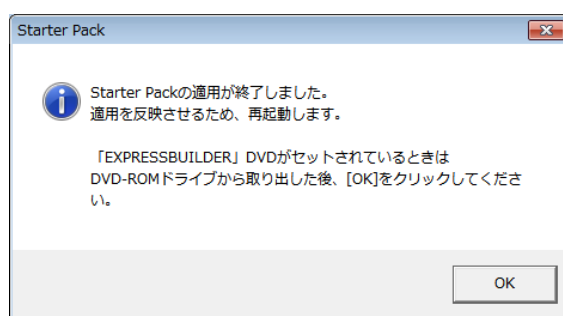 Starter Pack
Starter Packの適用が終了しました。
適用を反映させるため、再起動します。
「EXPRESSBUILDER」DVDがセットされているときは
DVD-ROMドライブから取り出した後、[OK]をクリックしてくださ
い。
OK